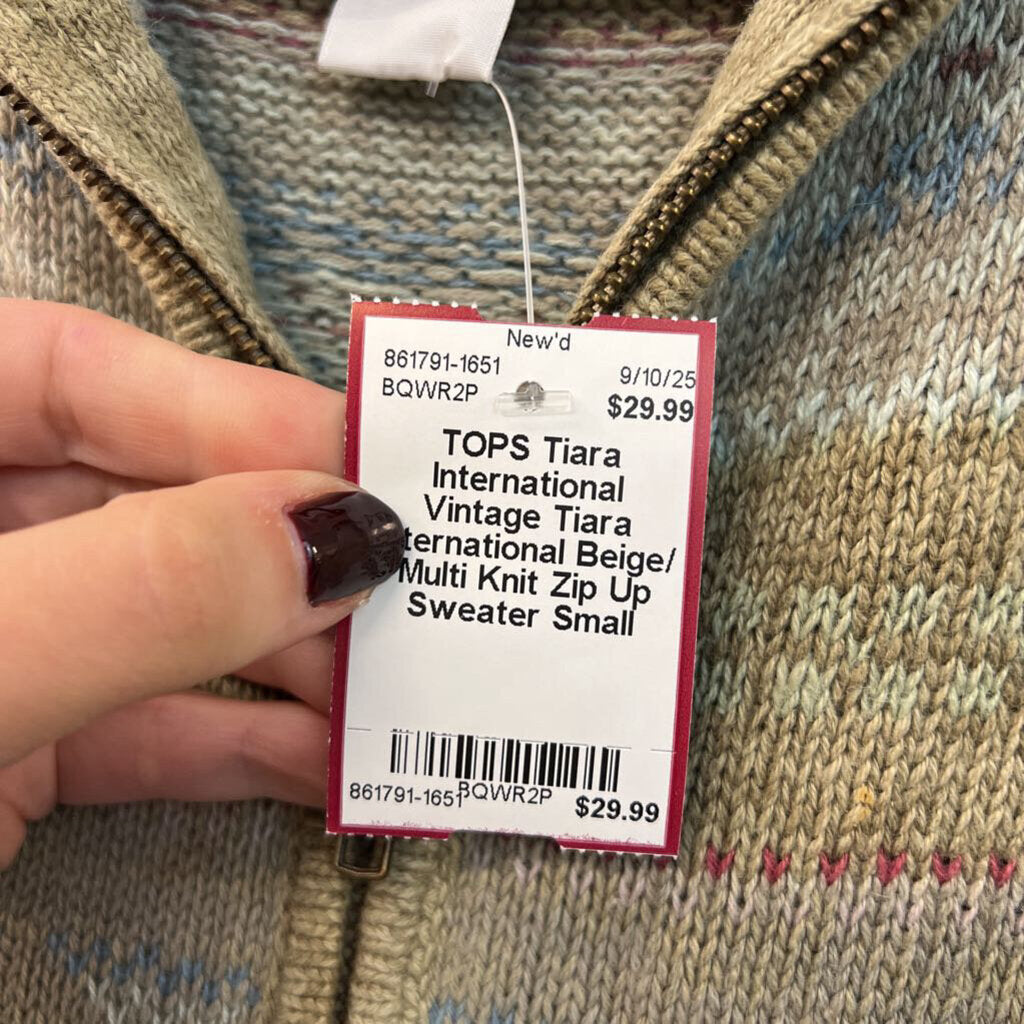 New'd
861791-1651 9/10/25
BQWR2P $29.99
TOPS Tiara
International
Vintage Tiara
ternational Beige/
Multi Knit Zip Up
Sweater Small
861791-1651 BQWR2P $29.99